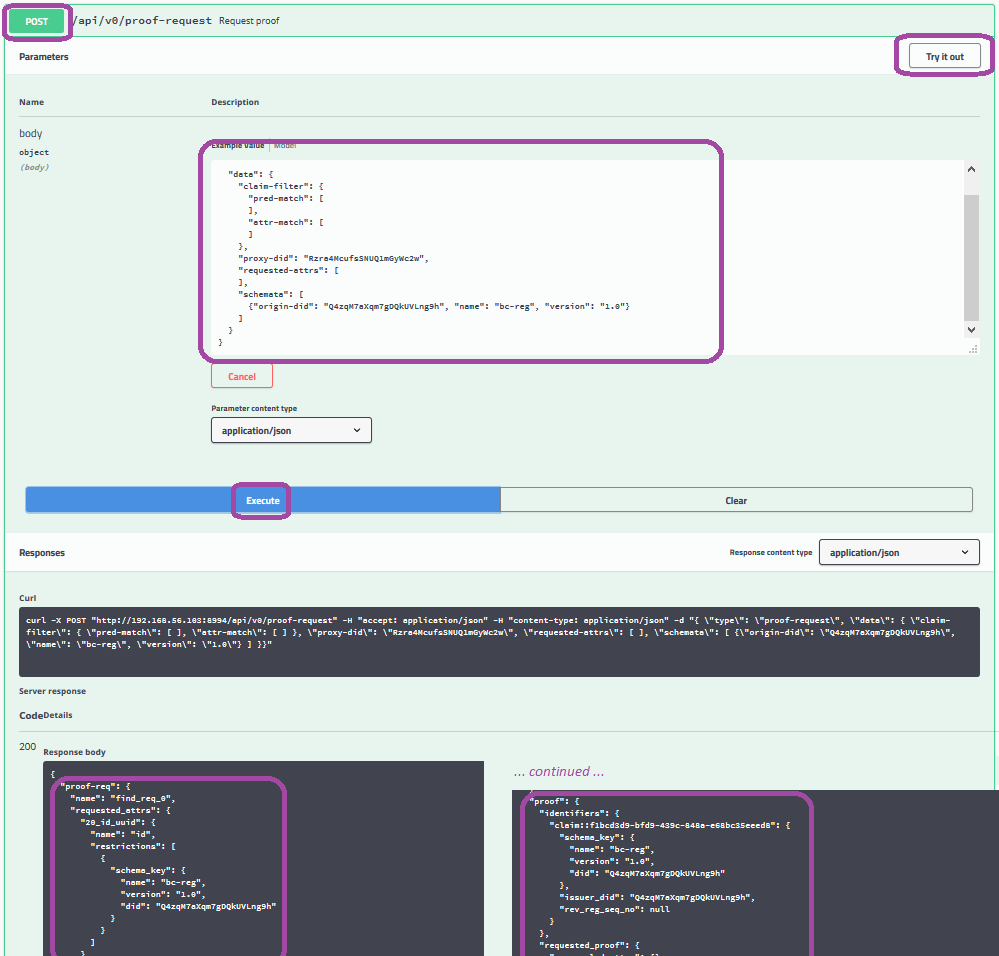 POST /api/v0/proof-request Request proof
Parameters
Try it out
Name Description
body
object
(body)
Example Value | Model
"data": {
"claim-filter": {
"pred-match": [
],
"attr-match": [
]
},
"proxy-did": "Rzra4McufsSNUQ1mGyWc2w",
"requested-attrs": [
],
"schemata": [
{"origin-did": "Q4zqM7aXqm7gDQkUVLng9h", "name": "bc-reg", "version": "1.0"}
]
}
}
Cancel
Parameter content type
application/json
Execute
Clear
Responses
Response content type
application/json
Curl
curl -X POST "http://192.168.56.103:8994/api/v0/proof-request" -H "accept: application/json" -H "content-type: application/json" -d "{ \"type\": \"proof-request\", \"data\": { \"claim-
filter\": { \"pred-match\": [ ], \"attr-match\": [ ] }, \"proxy-did\": \"Rzra4McufsSNUQ1mGyWc2w\", \"requested-attrs\": [ ], \"schemata\": [ {\"origin-did\": \"Q4zqM7aXqm7gDQkUVLng9h\",
\"name\": \"bc-reg\", \"version\": \"1.0\"} ] }}"
Server response
Code Details
200
Response body
{
"proof-req": {
"name": "find_req_0",
"requested_attrs": {
"20_id_uuid": {
"name": "id",
"restrictions": [
{
"schema_key": {
"name": "bc-reg",
"version": "1.0",
"did": "Q4zqM7aXqm7gDQkUVLng9h"
}
}
]
}
... continued ...
"proof": {
"identifiers": {
"claim::f1bcd3d9-bfd9-439c-848a-e68bc35eeed8": {
"schema_key": {
"name": "bc-reg",
"version": "1.0",
"did": "Q4zqM7aXqm7gDQkUVLng9h"
},
"issuer_did": "Q4zqM7aXqm7gDQkUVLng9h",
"rev_reg_seq_no": null
}
},
"requested_proof": {